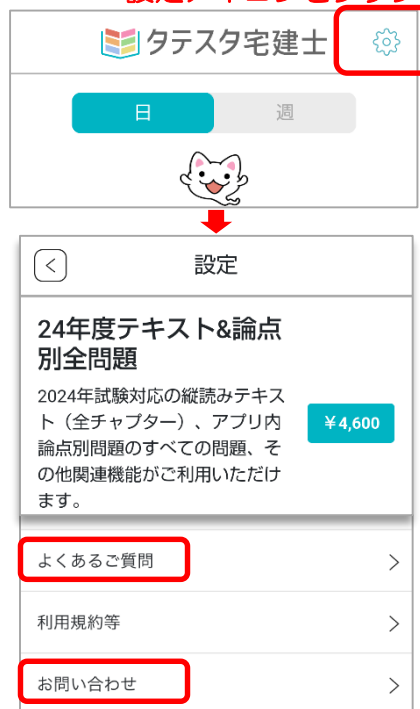 タテスタ宅建士
日
週
設定
24年度テキスト&論点
別全問題
2024年試験対応の縦読みテキス
ト（全チャプター）、アプリ内
論点別問題のすべての問題、そ
の他関連機能がご利用いただけ
ます。
￥4,600
よくあるご質問
利用規約等
お問い合わせ